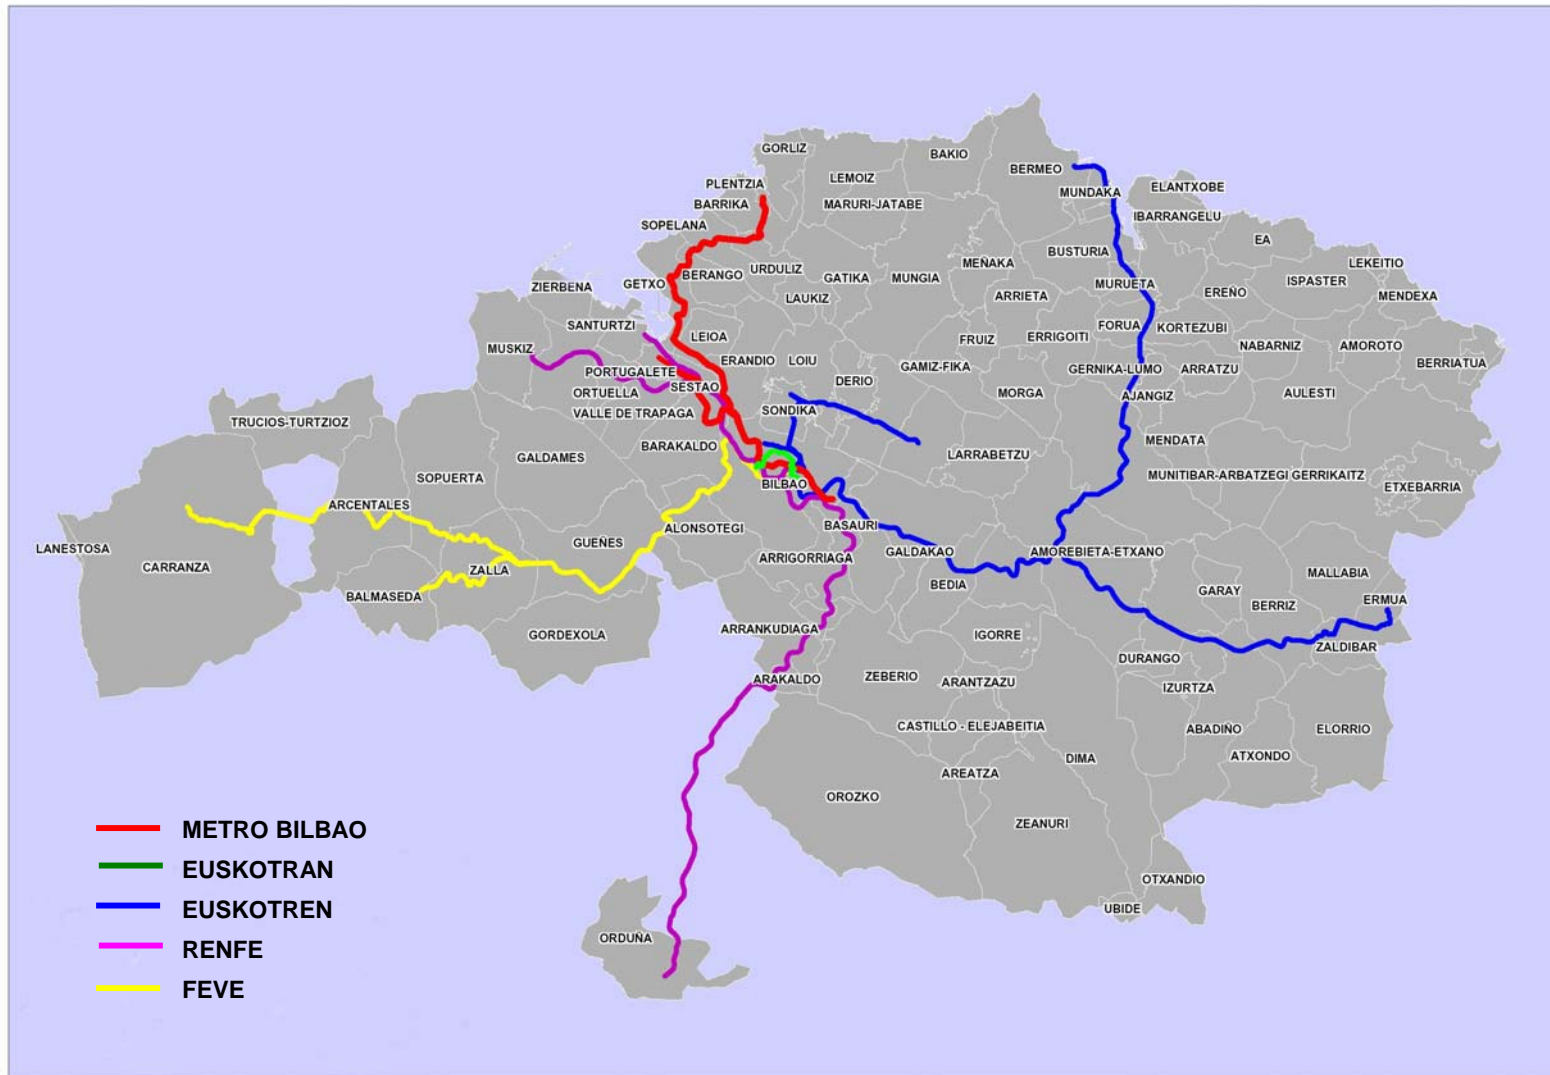 GORLIZ
BAKIO
BERMEO
LEMOIZ
PLENTZIA
ELANTXOBE
MUNDAKA
BARRIKA
MARURI-JATABE
IBARRANGELU
SOPELANA
EA
BUSTURIA
MEÑAKA
LEKEITIO
URDULIZ
BERANGO
GATIKA
MUNGIA
ISPASTER
GETXO
ZIERBENA
MURUETA
EREÑO
MENDEXA
LAUKIZ
ARRIETA
SANTURTZI
FORUA
KORTEZUBI
LEIOA
FRUIZ
ERRIGOITI
NABARNIZ
AMOROTO
MUSKIZ
ERANDIO
LOIU
GAMIZ-FIKA
BERRIATUA
PORTUGALETE
GERNIKA-LUMO
ARRATZU
DERIO
SESTAO
ORTUELLA
MORGA
AJANGIZ
AULESTI
VALLE DE TRAPAGA
SONDIKA
TRUCIOS-TURTZIOZ
MENDATA
BARAKALDO
GALDAMES
LARRABETZU
SOPUERTA
MUNITIBAR-ARBATZEGI GERRIKAITZ
BILBAO
ETXEBARRIA
ARCENTALES
ALONSOTEGI
BASAURI
GUEÑES
LANESTOSA
GALDAKAO
AMOREBIETA-ETXANO
ARRIGORRIAGA
CARRANZA
ZALLA
MALLABIA
BEDIA
GARAY
BALMASEDA
BERRIZ
ERMUA
ARRANKUDIAGA
GORDEXOLA
IGORRE
ZALDIBAR
DURANGO
ZEBERIO
ARAKALDO
ARANTZAZU
IZURTZA
CASTILLO - ELEJABEITIA
ABADIÑO
ELORRIO
ATXONDO
DIMA
AREATZA
OROZKO
ZEANURI
OTXANDIO
UBIDE
ORDUÑA
METRO BILBAO
EUSKOTRAN
EUSKOTREN
RENFE
FEVE